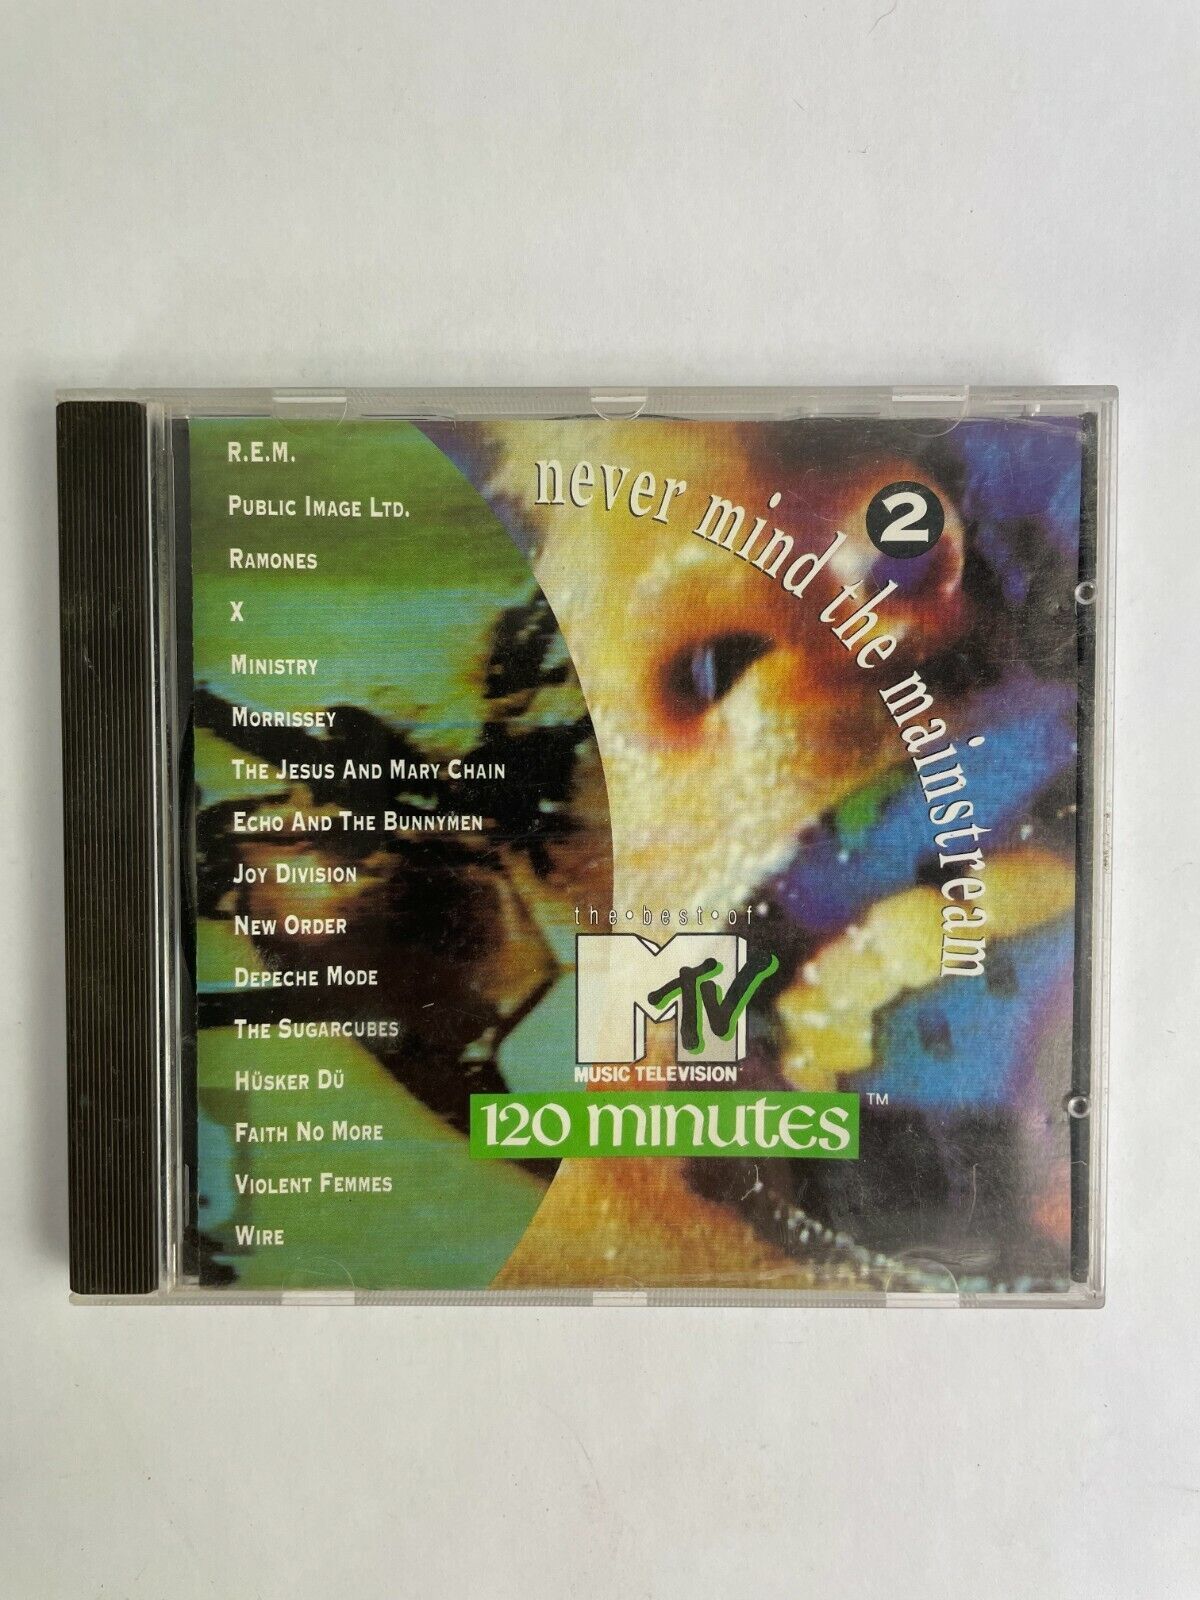 R.E.M.
PUBLIC IMAGE LTD.
RAMONES
X
MINISTRY
MORRISSEY
THE JESUS AND MARY CHAIN
ECHO AND THE BUNNYMEN
JOY DIVISION
NEW ORDER
DEPECHE MODE
THE SUGARCUBES
HÜSKER DÜ
FAITH NO MORE
VIOLENT FEMMES
WIRE
never mind the mainstream
2
the•best•of
MTV
MUSIC TELEVISION
120 minutes™